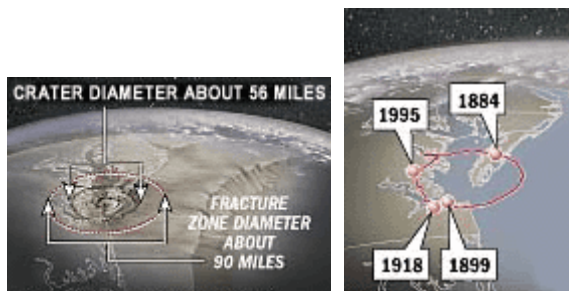 CRATER DIAMETER ABOUT 56 MILES
FRACTURE
ZONE DIAMETER
ABOUT
90 MILES
1884
1995
1918
1899